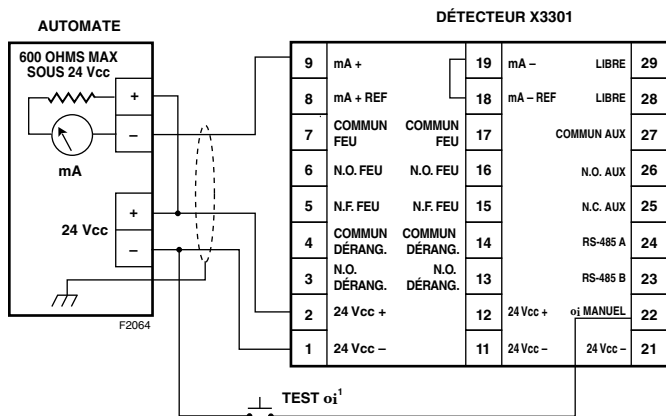 AUTOMATE
DÉTECTEUR X3301
600 OHMS MAX
SOUS 24 Vcc
+
–
mA
24 Vcc
+
–
F2064
9 mA + 19 mA – LIBRE 29
8 mA + REF 18 mA – REF LIBRE 28
7 COMMUN FEU COMMUN FEU 17 COMMUN AUX 27
6 N.O. FEU N.O. FEU 16 N.O. AUX 26
5 N.F. FEU N.F. FEU 15 N.C. AUX 25
4 COMMUN DÉRANG. COMMUN DÉRANG. 14 RS-485 A 24
3 N.O. DÉRANG. N.O. DÉRANG. 13 RS-485 B 23
2 24 Vcc + 12 24 Vcc + oi MANUEL 22
1 24 Vcc – 11 24 Vcc – 24 Vcc – 21
TEST oi¹